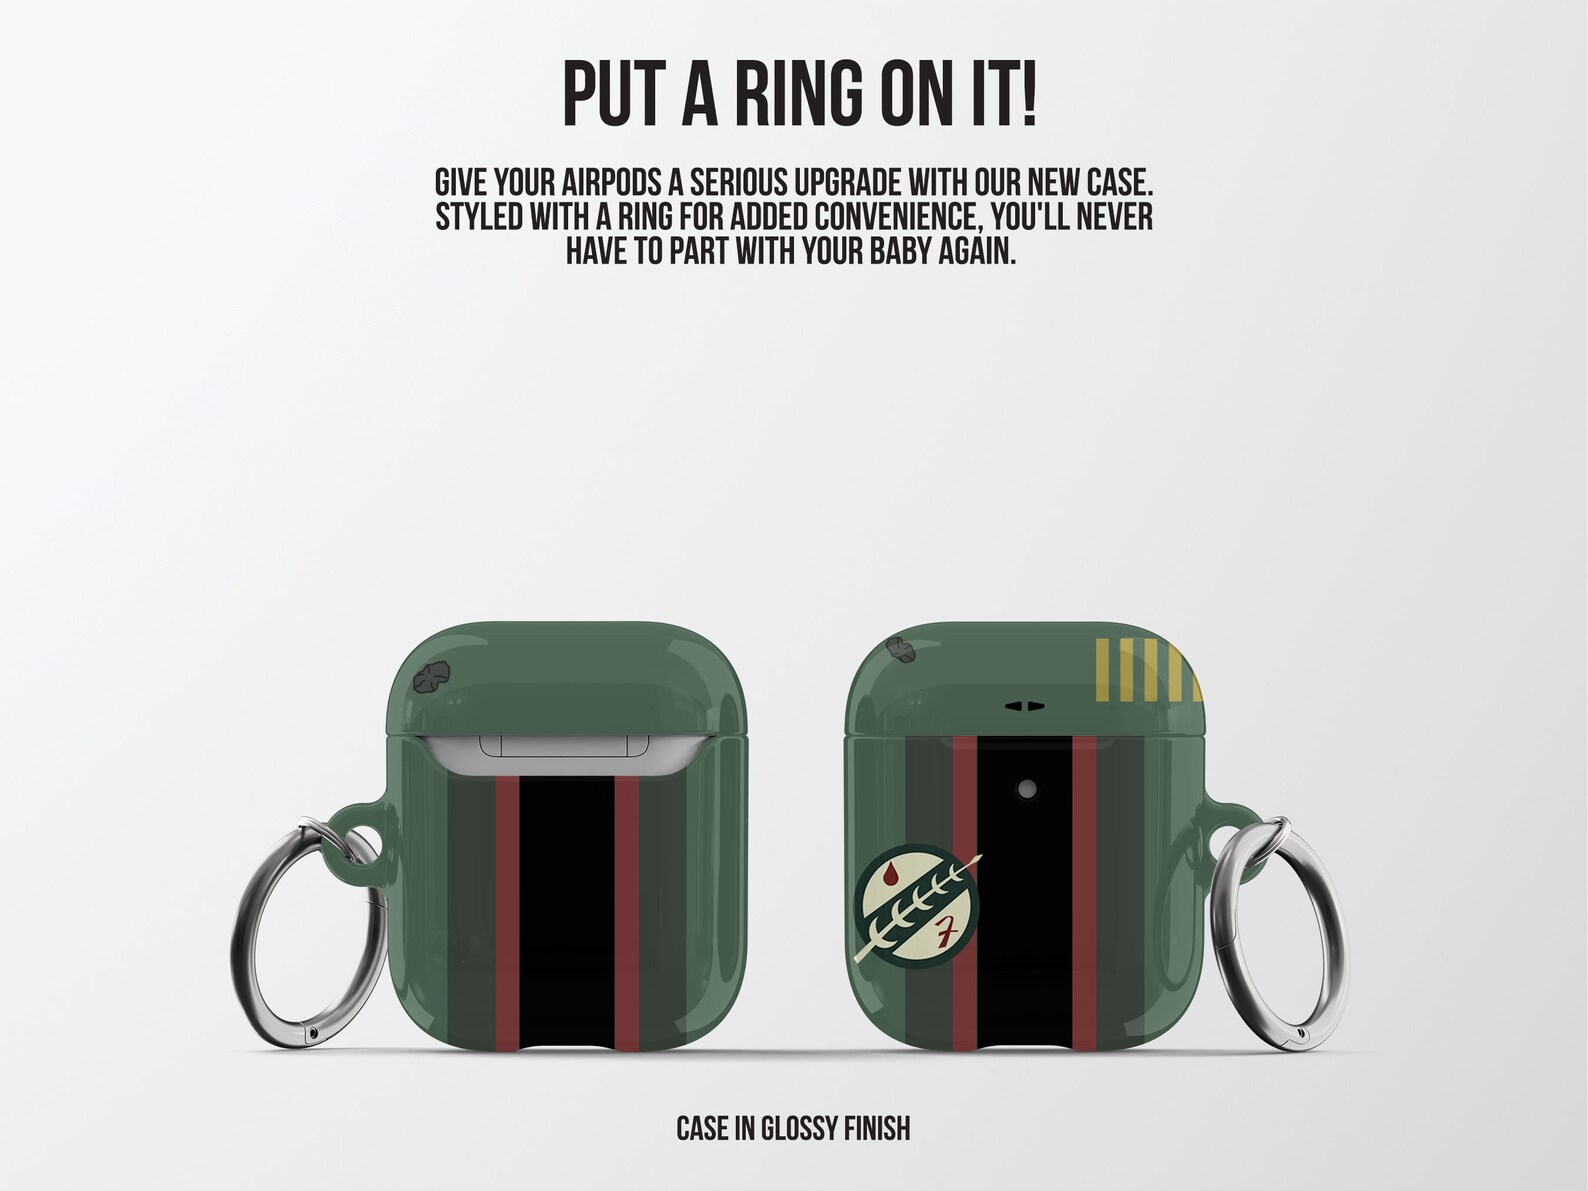 PUT A RING ON IT!
GIVE YOUR AIRPODS A SERIOUS UPGRADE WITH OUR NEW CASE.
STYLED WITH A RING FOR ADDED CONVENIENCE, YOU'LL NEVER
HAVE TO PART WITH YOUR BABY AGAIN.
CASE IN GLOSSY FINISH